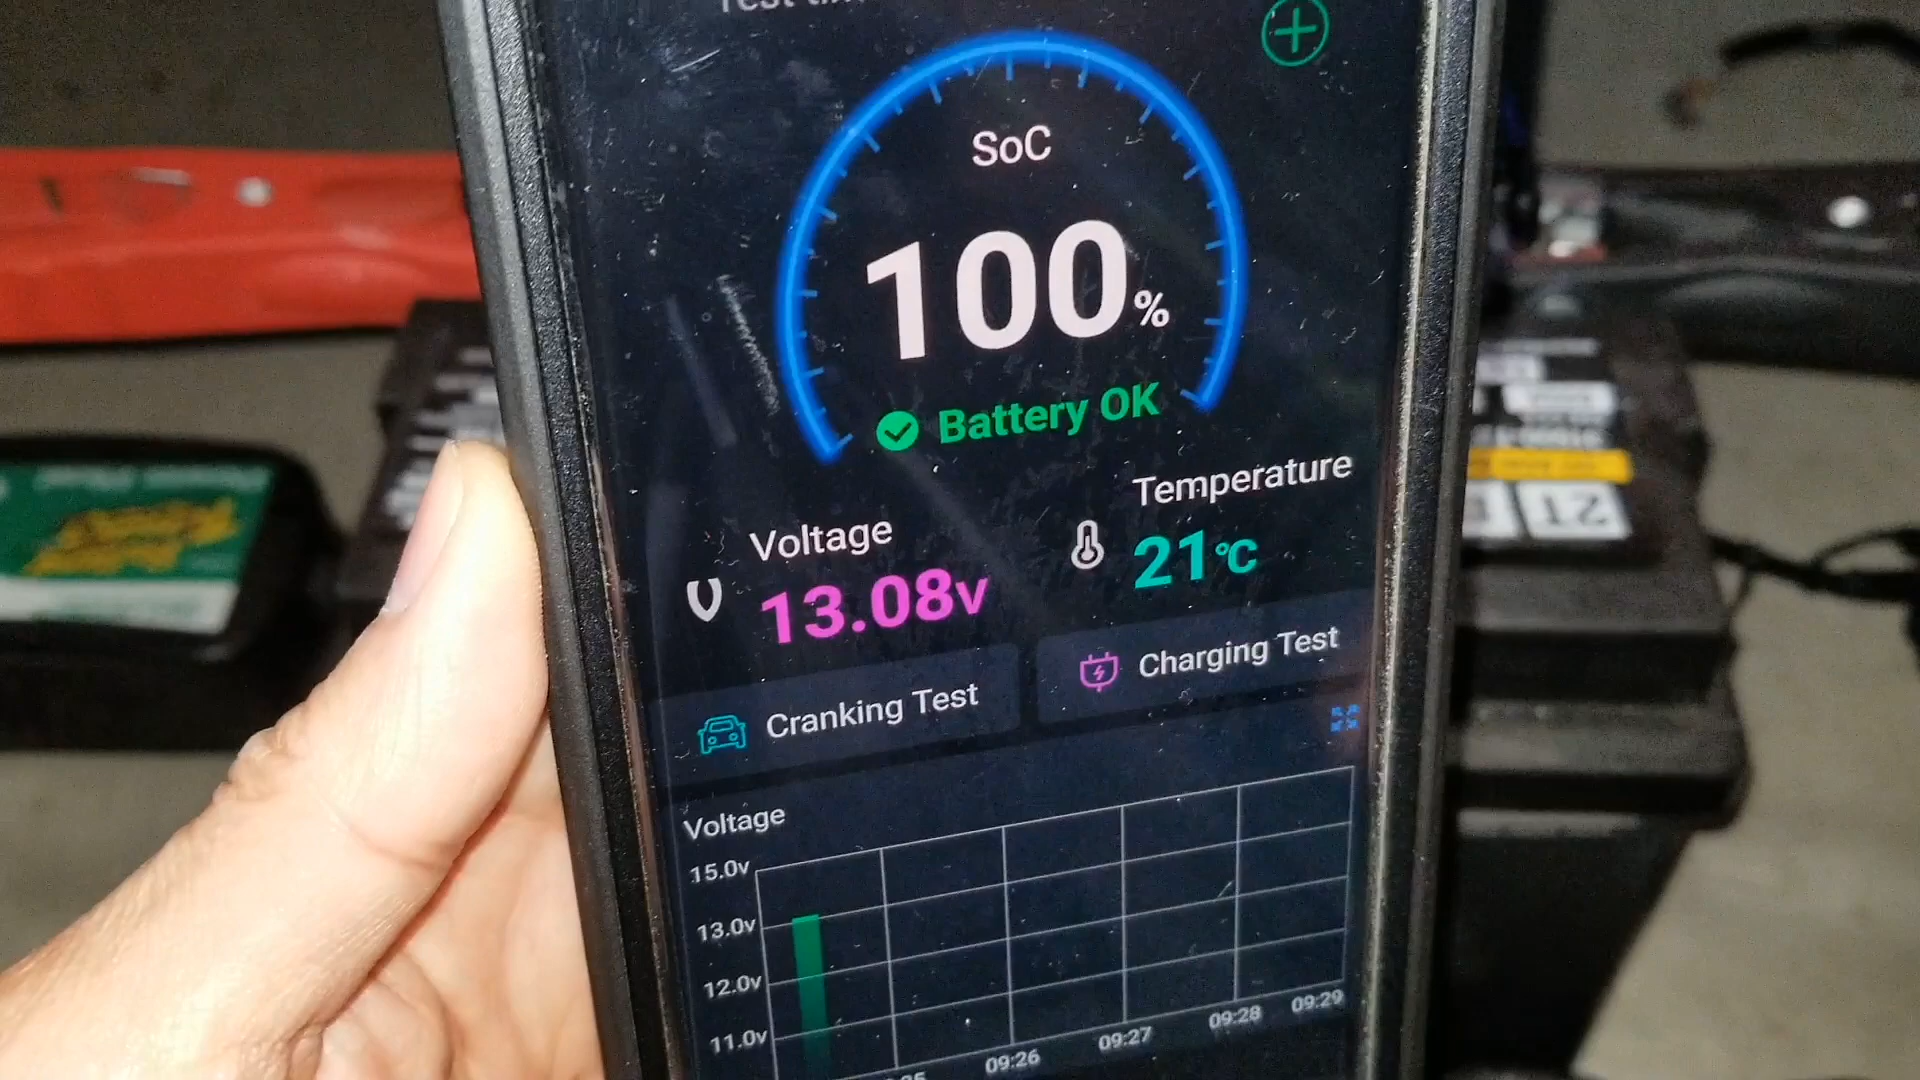 SoC
100%
Battery OK
Voltage
13.08v
Temperature
21°C
Cranking Test
Charging Test
Voltage
15.0v
13.0v
12.0v
11.0v
09:26
09:27
09:28
09:29